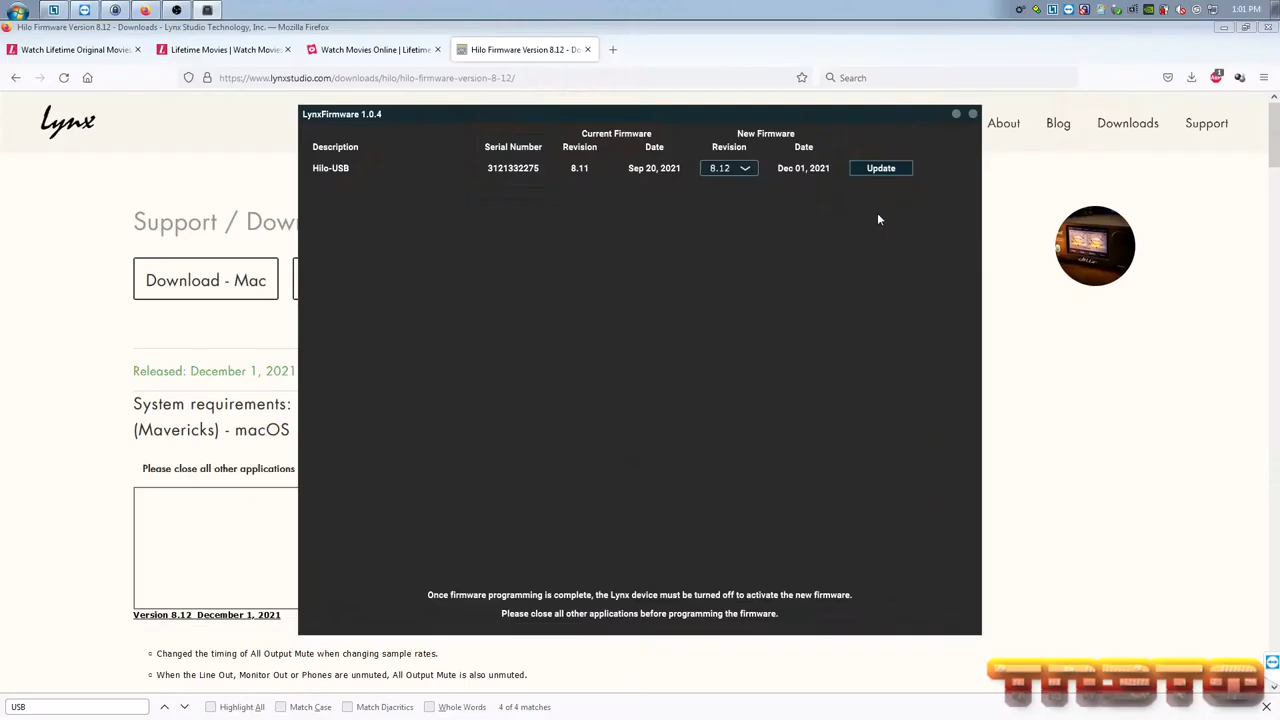 1:01 PM
Hilo Firmware Version 8.12 - Downloads - Lynx Studio Technology, Inc. — Mozilla Firefox
Watch Lifetime Original Movies
Lifetime Movies | Watch Movie
Watch Movies Online | Lifetime
Hilo Firmware Version 8.12 - Do
https://www.lynxstudio.com/downloads/hilo/hilo-firmware-version-8-12/
Search
Lynx
About
Blog
Downloads
Support
LynxFirmware 1.0.4
Current Firmware
New Firmware
Description
Serial Number
Revision
Date
Revision
Date
Hilo-USB
3121332275
8.11
Sep 20, 2021
8.12
Dec 01, 2021
Update
Support / Down
Download - Mac
Released: December 1, 2021
System requirements:
(Mavericks) - macOS
Please close all other applications
Once firmware programming is complete, the Lynx device must be turned off to activate the new firmware.
Please close all other applications before programming the firmware.
Version 8.12 December 1, 2021
Changed the timing of All Output Mute when changing sample rates.
When the Line Out, Monitor Out or Phones are unmuted, All Output Mute is also unmuted.
USB
Highlight All
Match Case
Match Diacritics
Whole Words
4 of 4 matches